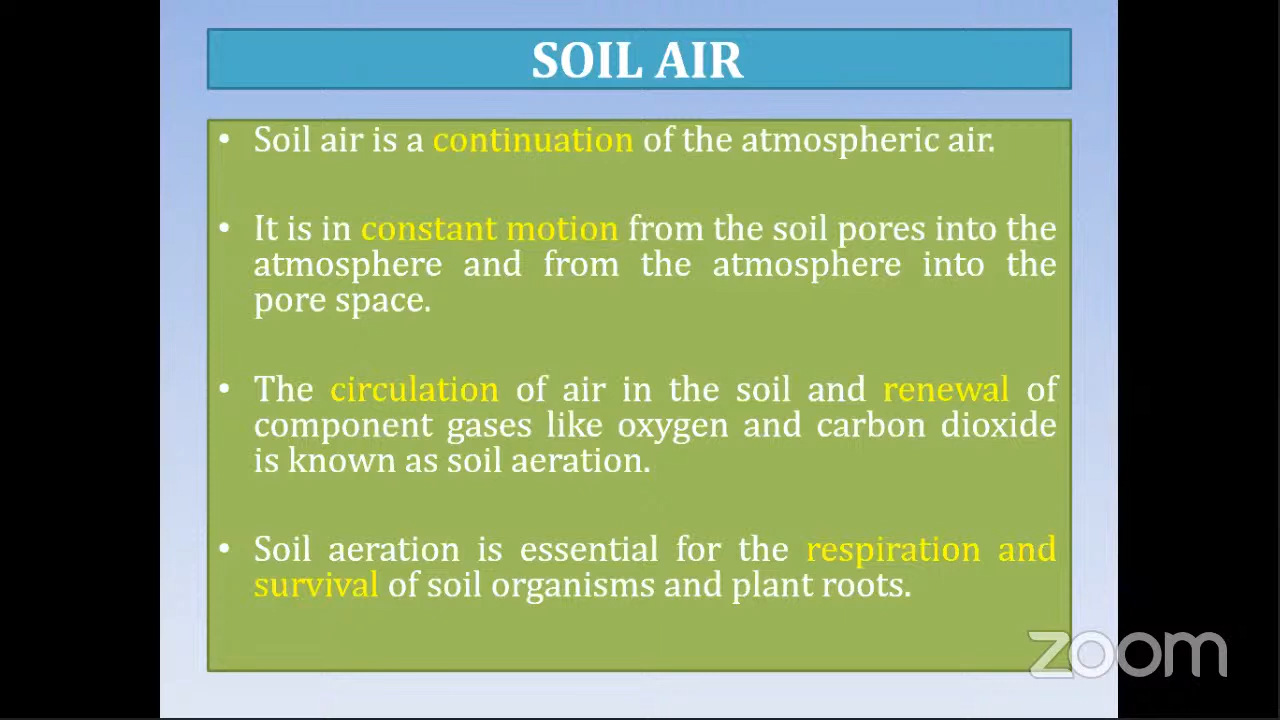 SOIL AIR
• Soil air is a continuation of the atmospheric air.
• It is in constant motion from the soil pores into the
atmosphere and from the atmosphere into the
pore space.
• The circulation of air in the soil and renewal of
component gases like oxygen and carbon dioxide
is known as soil aeration.
• Soil aeration is essential for the respiration and
survival of soil organisms and plant roots.
zoom